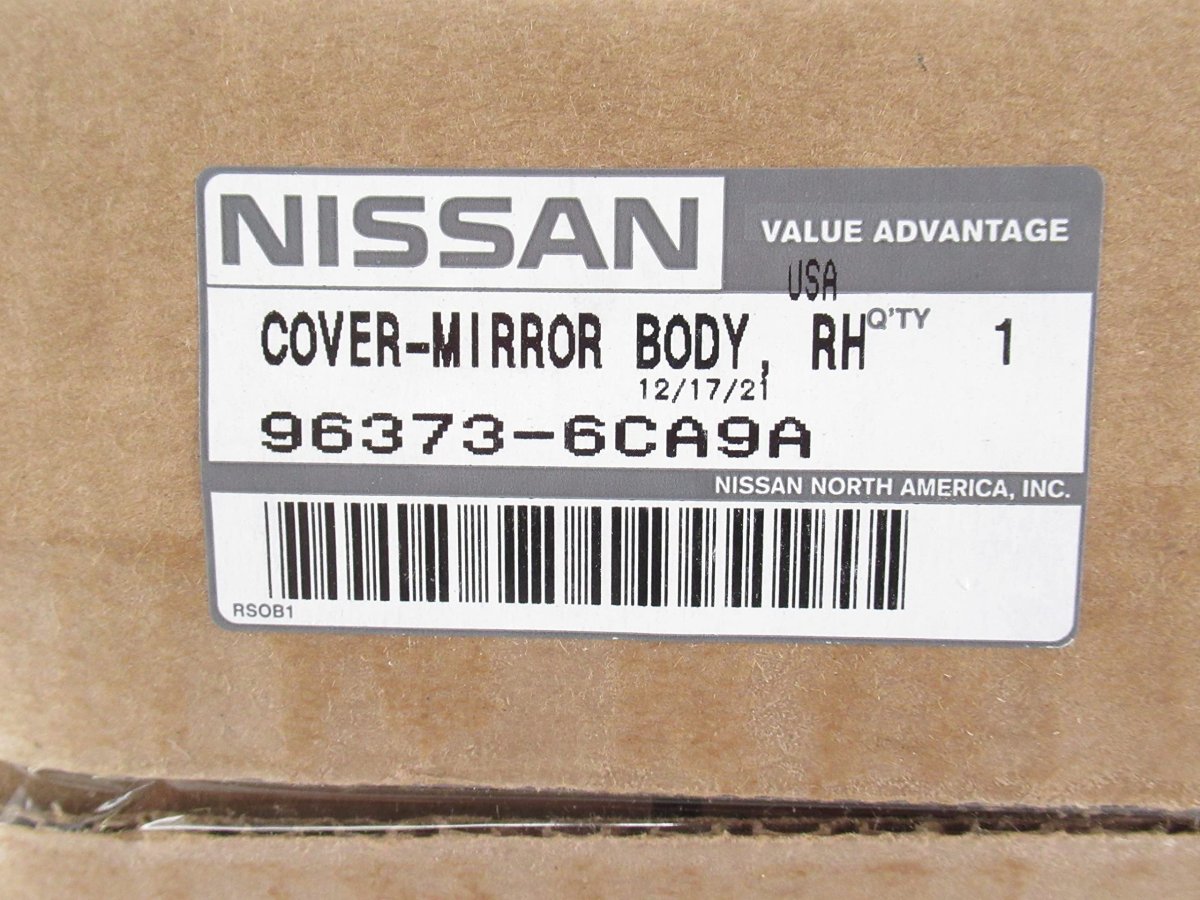 NISSAN
VALUE ADVANTAGE
USA
COVER-MIRROR BODY, RH Q'TY 1
12/17/21
96373-6CA9A
NISSAN NORTH AMERICA, INC.
RSOB1